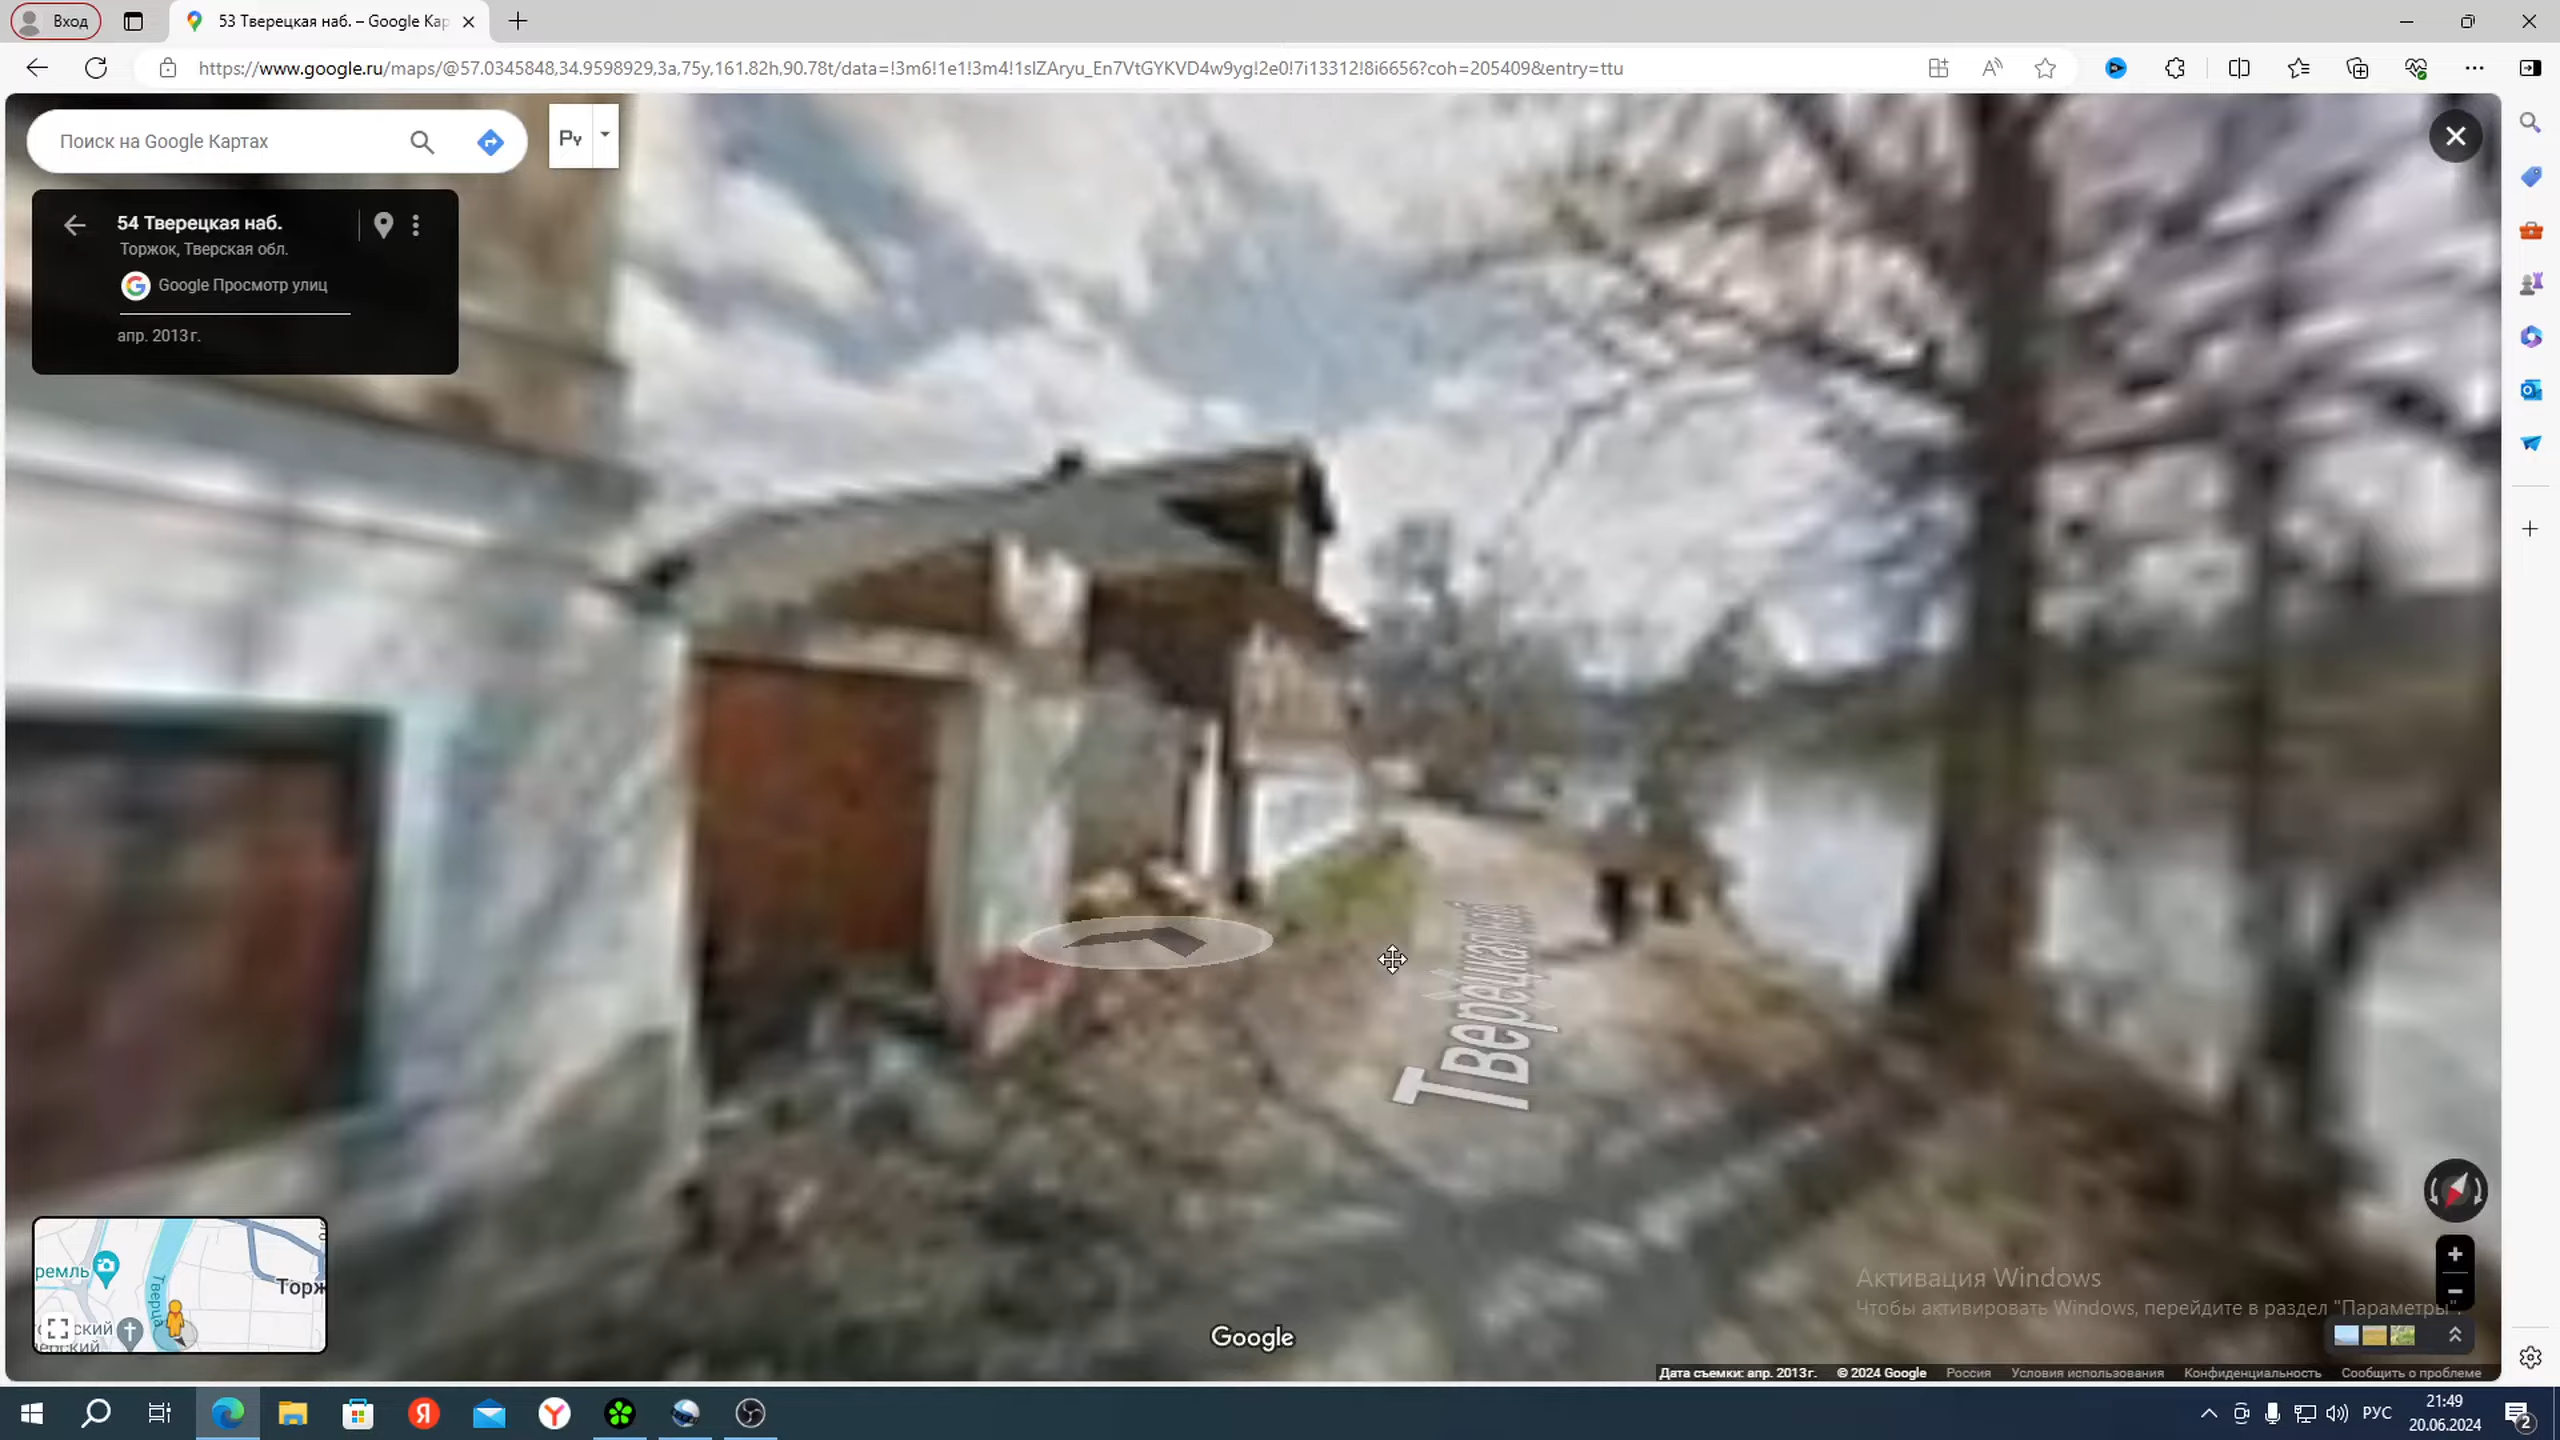 Вход
53 Тверецкая наб. – Google Кар
https://www.google.ru/maps/@57.0345848,34.9598929,3a,75y,161.82h,90.78t/data=!3m6!1e1!3m4!1slZAryu_En7VtGYKVD4w9yg!2e0!7i13312!8i6656?coh=205409&entry=ttu
Поиск на Google Картах
Ру
54 Тверецкая наб.
Торжок, Тверская обл.
Google Просмотр улиц
апр. 2013 г.
Тверецкая наб.
ремль
Тверца
Торж
ский
верский
Активация Windows
Чтобы активировать Windows, перейдите в раздел "Параметры".
Google
Дата съемки: апр. 2013 г. © 2024 Google Россия Условия использования Конфиденциальность Сообщить о проблеме
РУС
21:49
20.06.2024
2